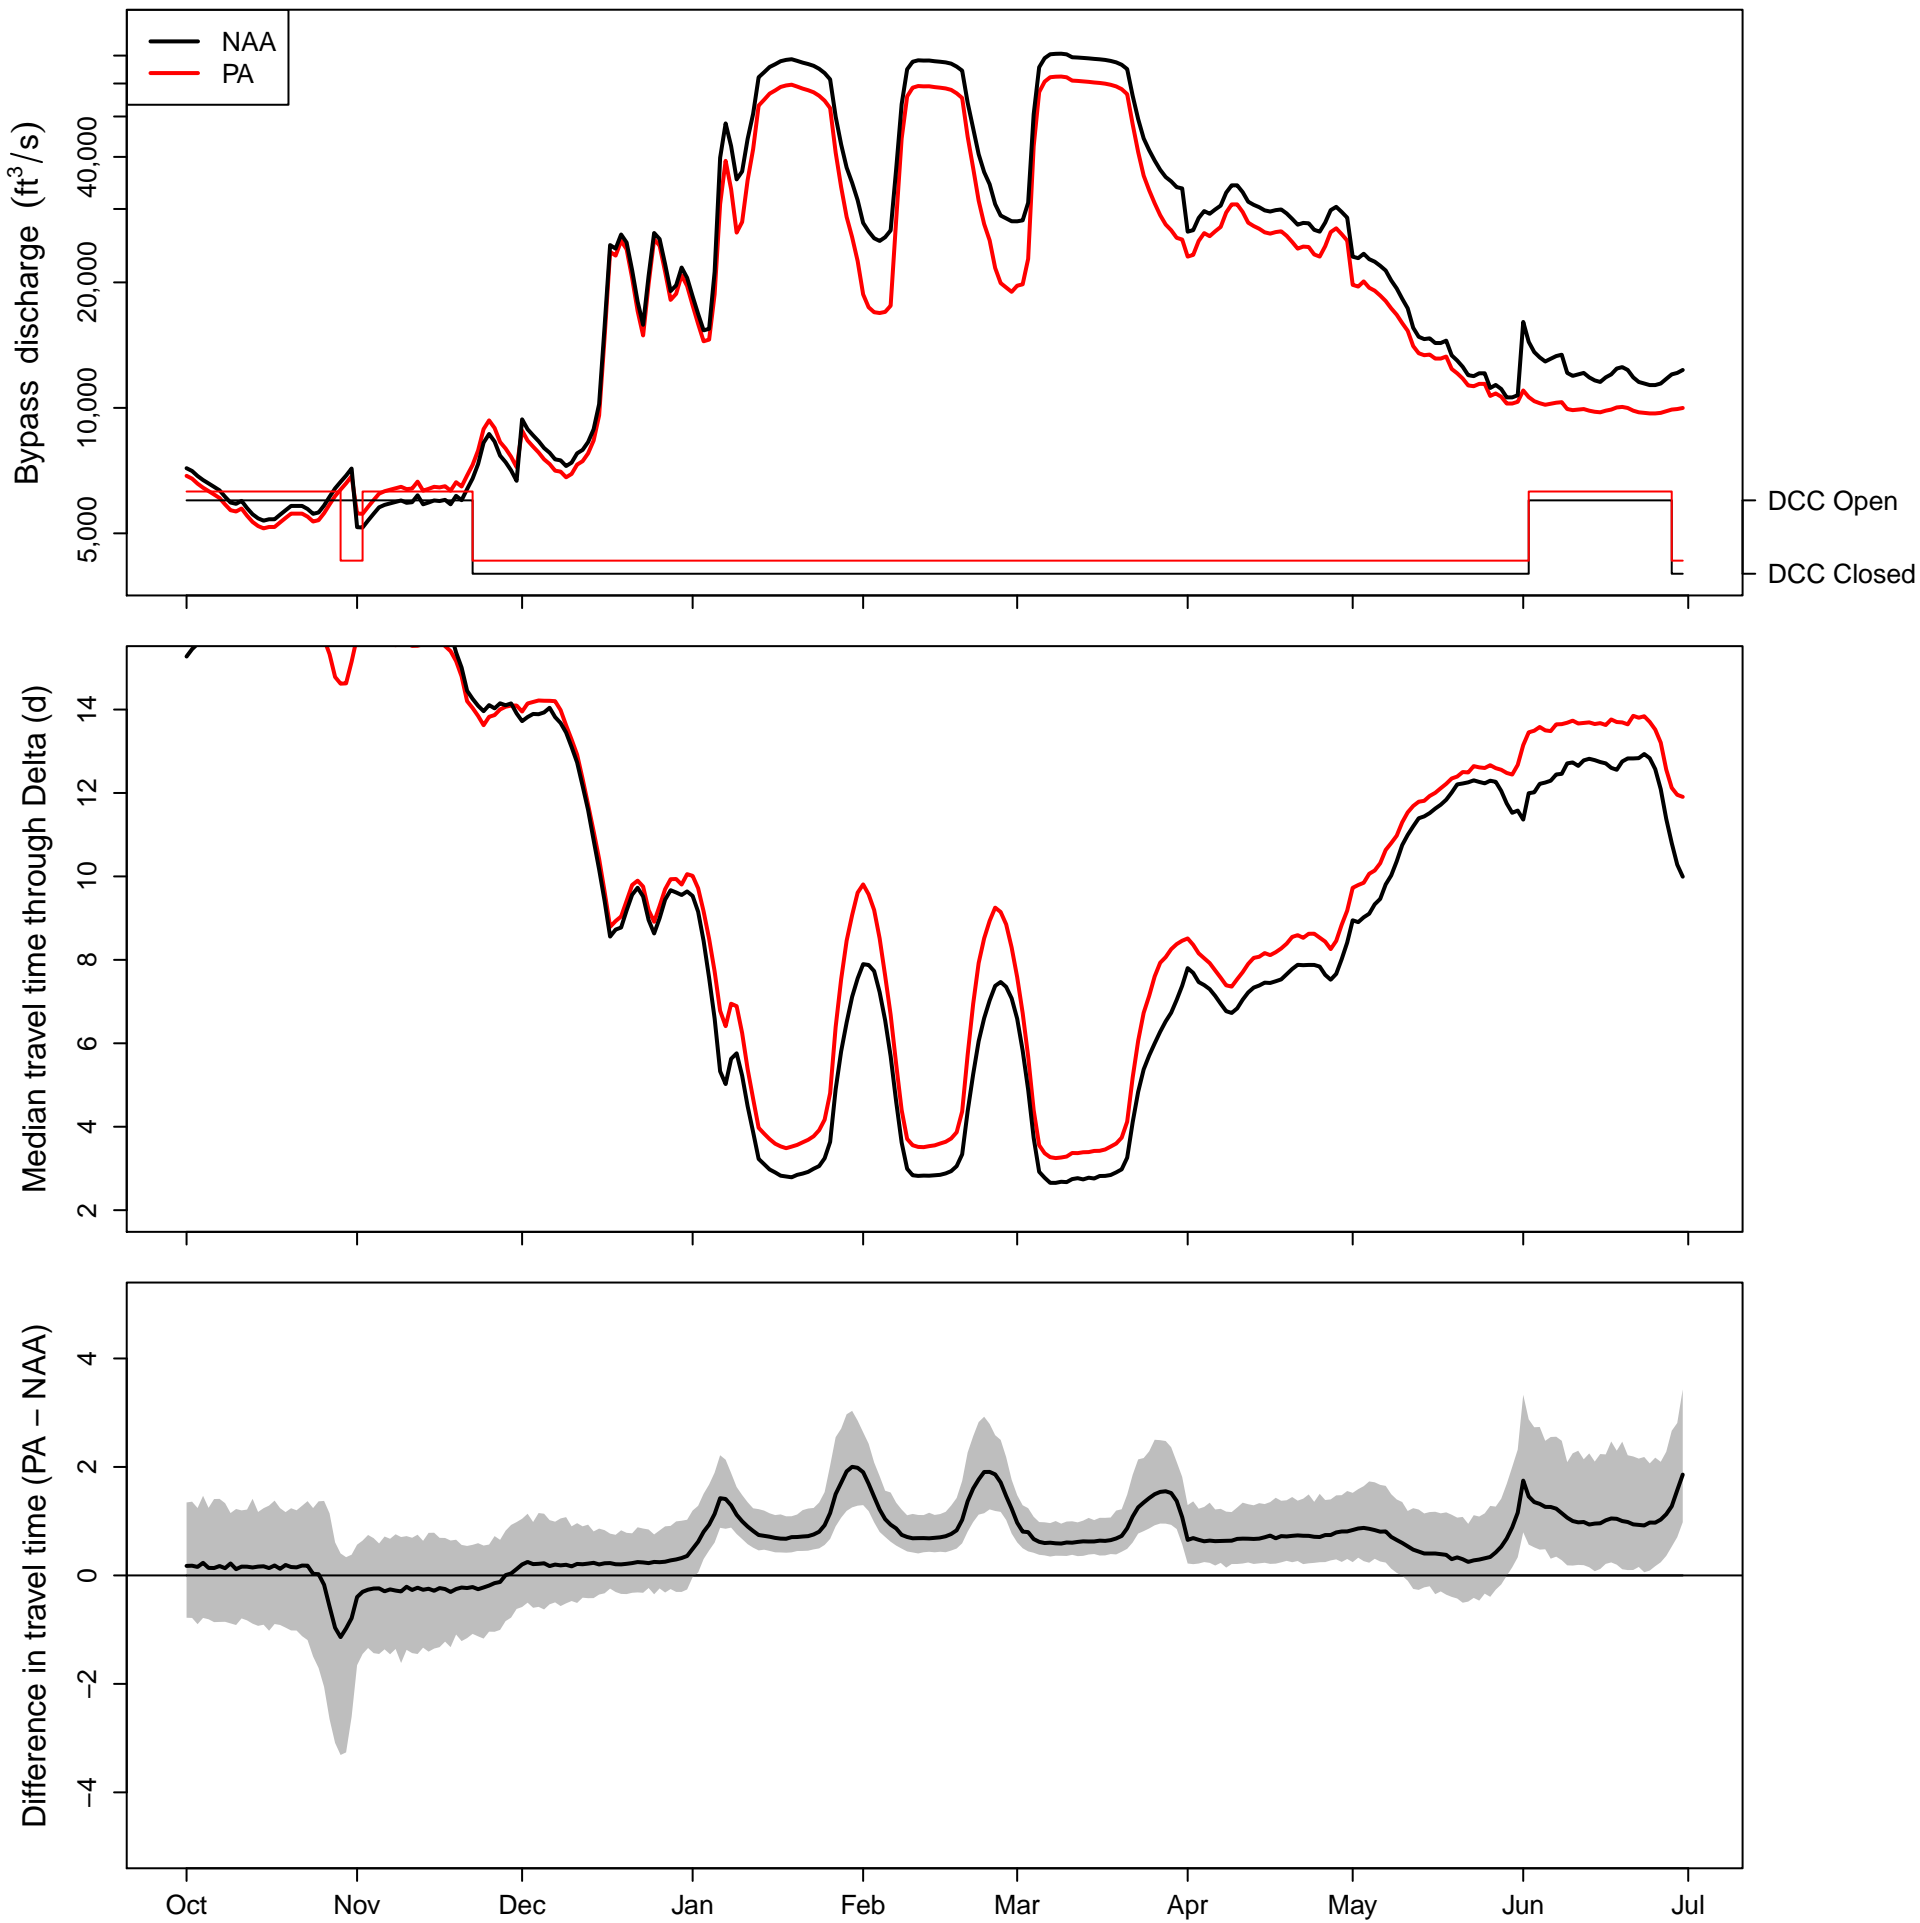 NAA
PA
Bypass discharge (ft³/s)
40,000
20,000
10,000
5,000
DCC Open
DCC Closed
Median travel time through Delta (d)
14
12
10
8
6
4
2
Difference in travel time (PA − NAA)
4
2
0
−2
−4
Oct Nov Dec Jan Feb Mar Apr May Jun Jul